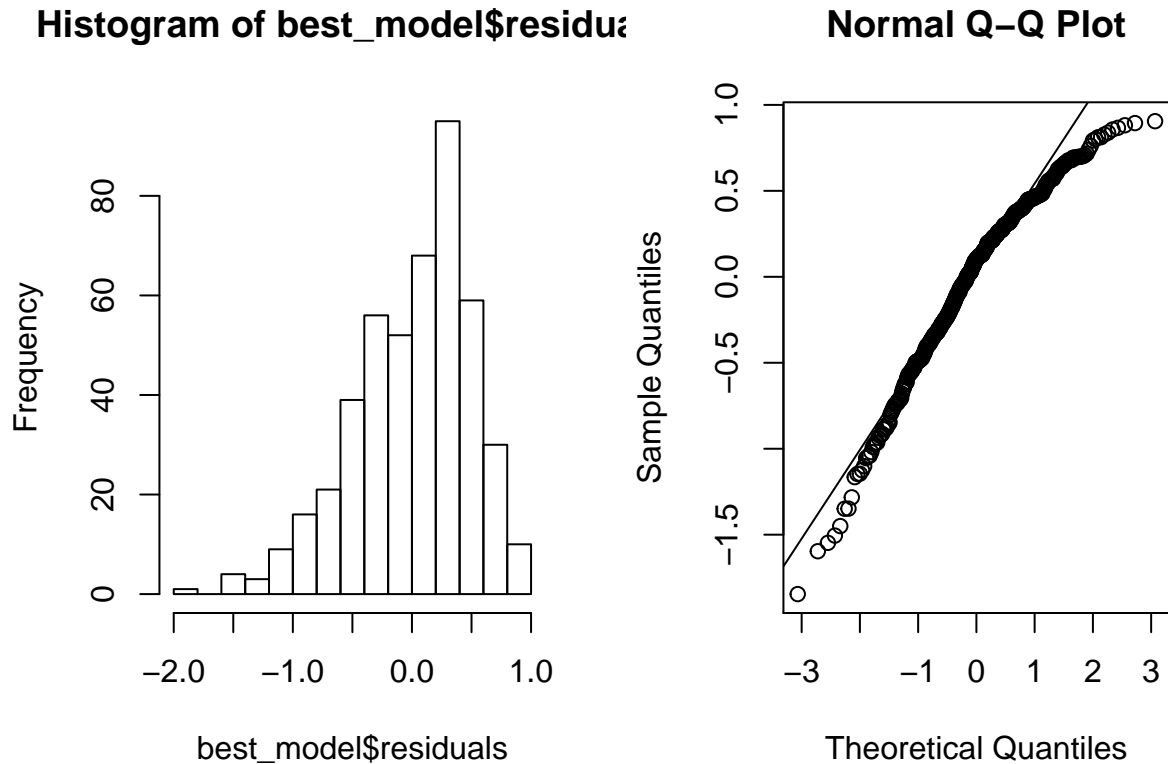 Histogram of best_model$residua
Frequency
80
60
40
20
0
−2.0 −1.0 0.0 1.0
best_model$residuals
Normal Q−Q Plot
Sample Quantiles
1.0
0.5
0.0
−0.5
−1.5
−3 −1 0 1 2 3
Theoretical Quantiles